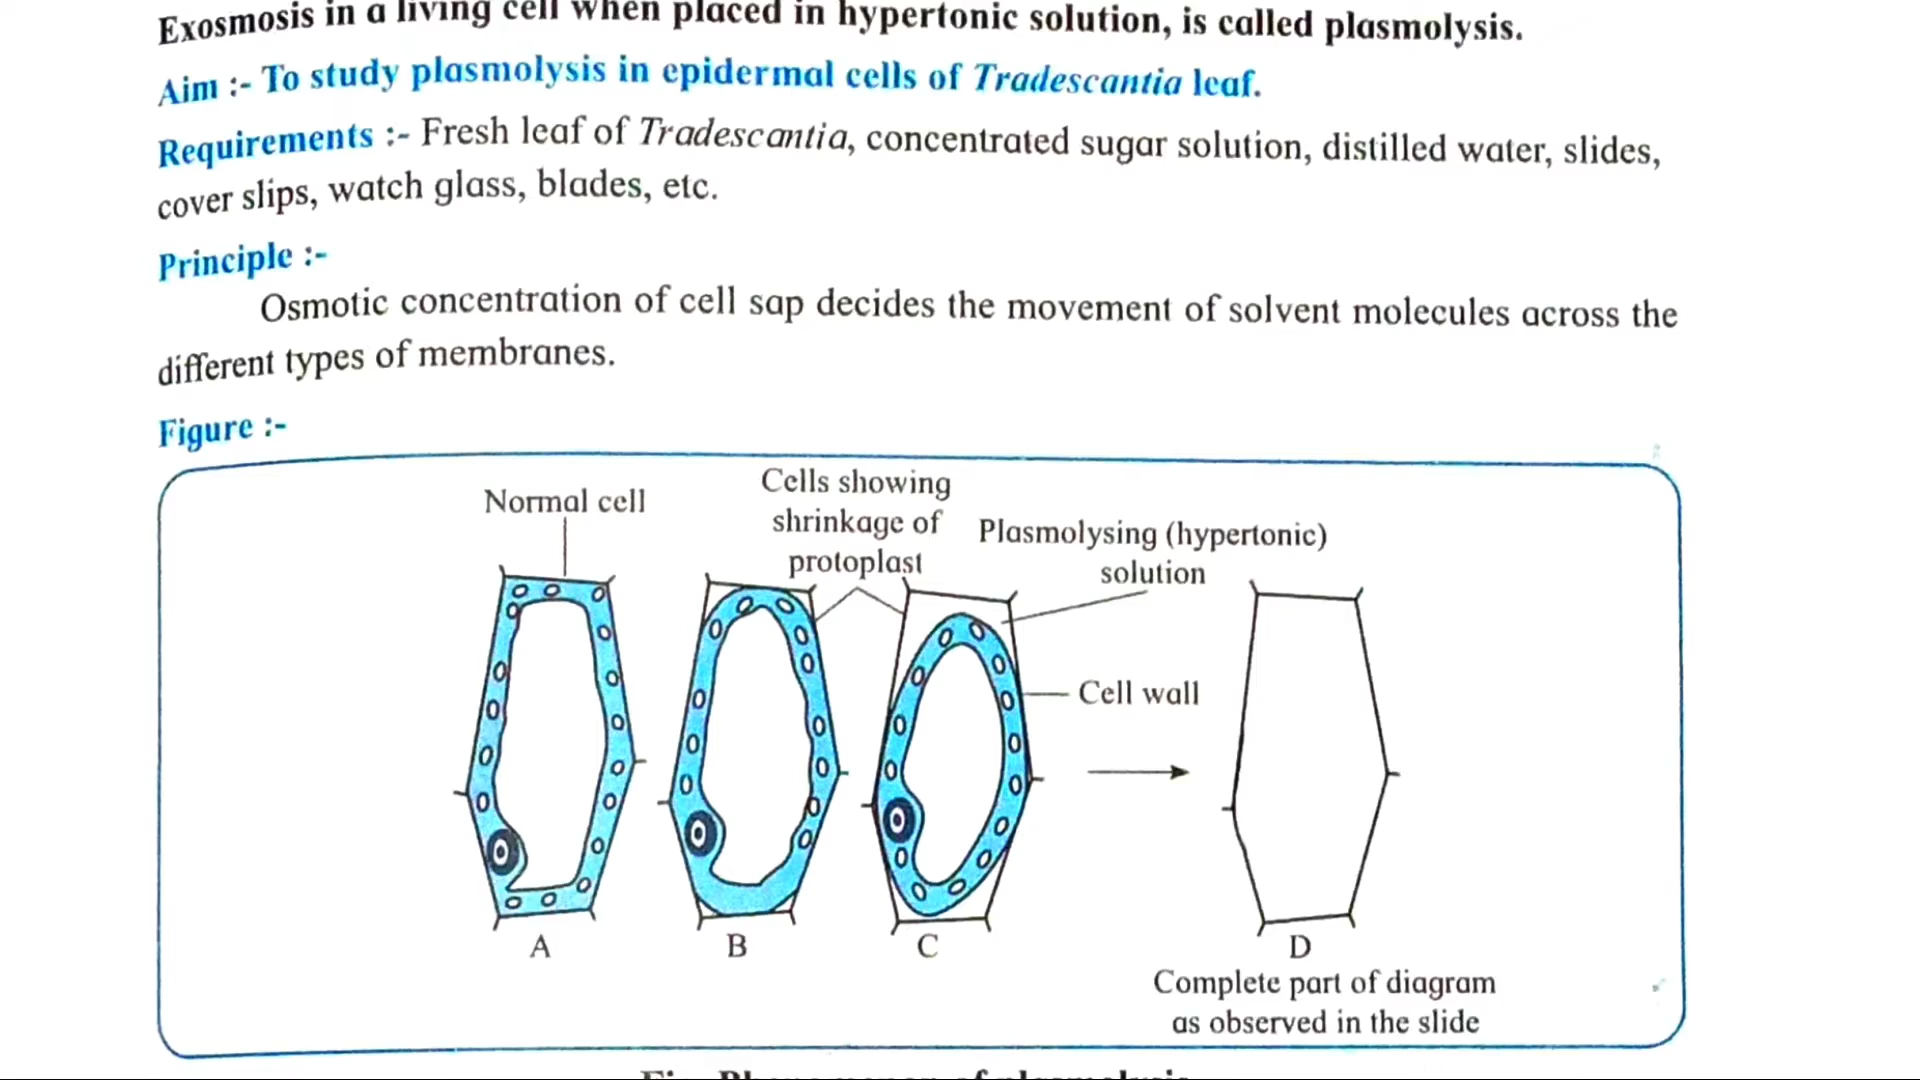 Exosmosis in a living cell when placed in hypertonic solution, is called plasmolysis.
Aim :- To study plasmolysis in epidermal cells of Tradescantia leaf.
Requirements :- Fresh leaf of Tradescantia, concentrated sugar solution, distilled water, slides,
cover slips, watch glass, blades, etc.
Principle :-
Osmotic concentration of cell sap decides the movement of solvent molecules across the
different types of membranes.
Figure :-
Normal cell
Cells showing
shrinkage of
protoplast
Plasmolysing (hypertonic)
solution
Cell wall
A
B
C
D
Complete part of diagram
as observed in the slide